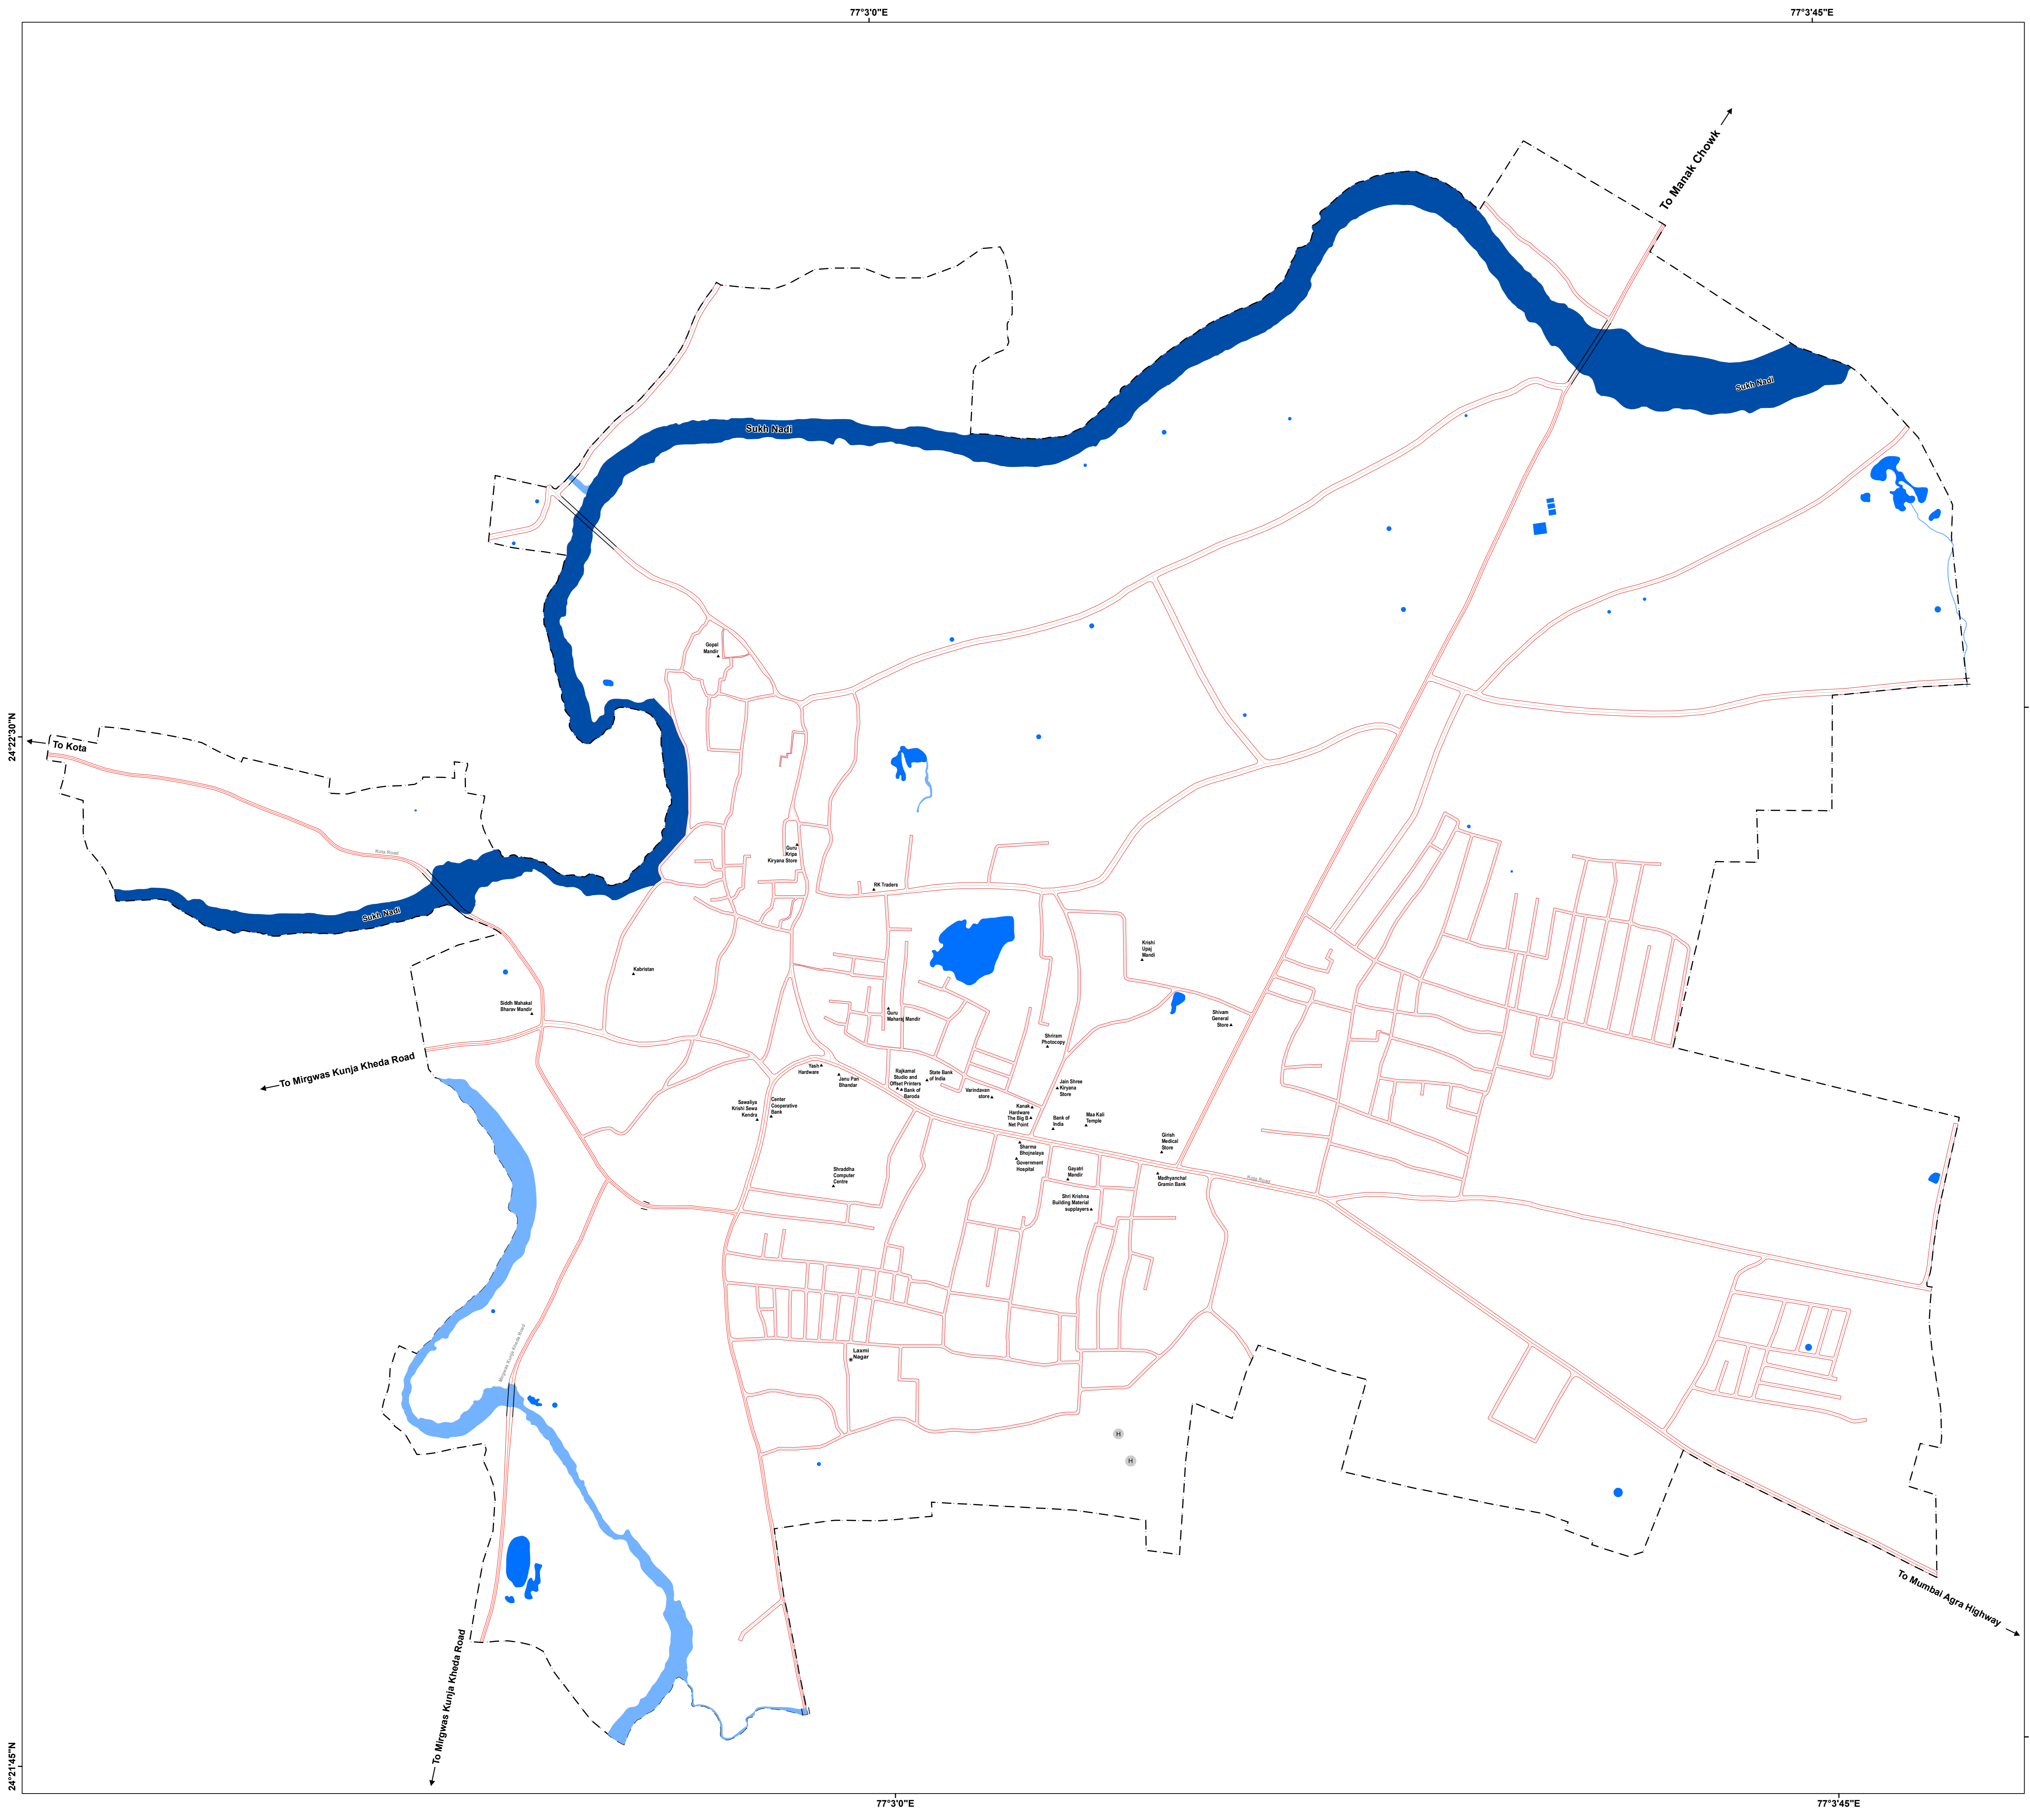 77°3'0"E
77°3'45"E
To Manak Chowk
Sukh Nadi
Sukh Nadi
Gopal
Mandir
24°22'30"N
To Kota
Kota Road
Guru
Kripa
Kiryana Store
RK Traders
Sukh Nadi
Krishi
Upaj
Mandi
Kabristan
Siddh Mahakal
Bharav Mandir
Guru
Maharaj Mandir
Shivam
General
Store
Shriram
Photocopy
To Mirgwas Kunja Kheda Road
Yash
Hardware
Janu Pan
Bhandar
Rajkamal
Studio and
Offset Printers
Bank of
Baroda
State Bank
of India
Varindavan
store
Jain Shree
Kiryana
Store
Sawaliya
Krishi Sewa
Kendra
Center
Cooperative
Bank
Kanak
Hardware
The Big B
Net Point
Bank of
India
Maa Kali
Temple
Girish
Medical
Store
Sharma
Bhojnalaya
Government
Hospital
Shraddha
Computer
Centre
Gayatri
Mandir
Madhyanchal
Gramin Bank
Kota Road
Shri Krishna
Building Material
supplayers
Mirgwas Kunja Kheda Road
Laxmi
Nagar
H
H
To Mumbai Agra Highway
To Mirgwas Kunja Kheda Road
24°21'45"N
77°3'0"E
77°3'45"E